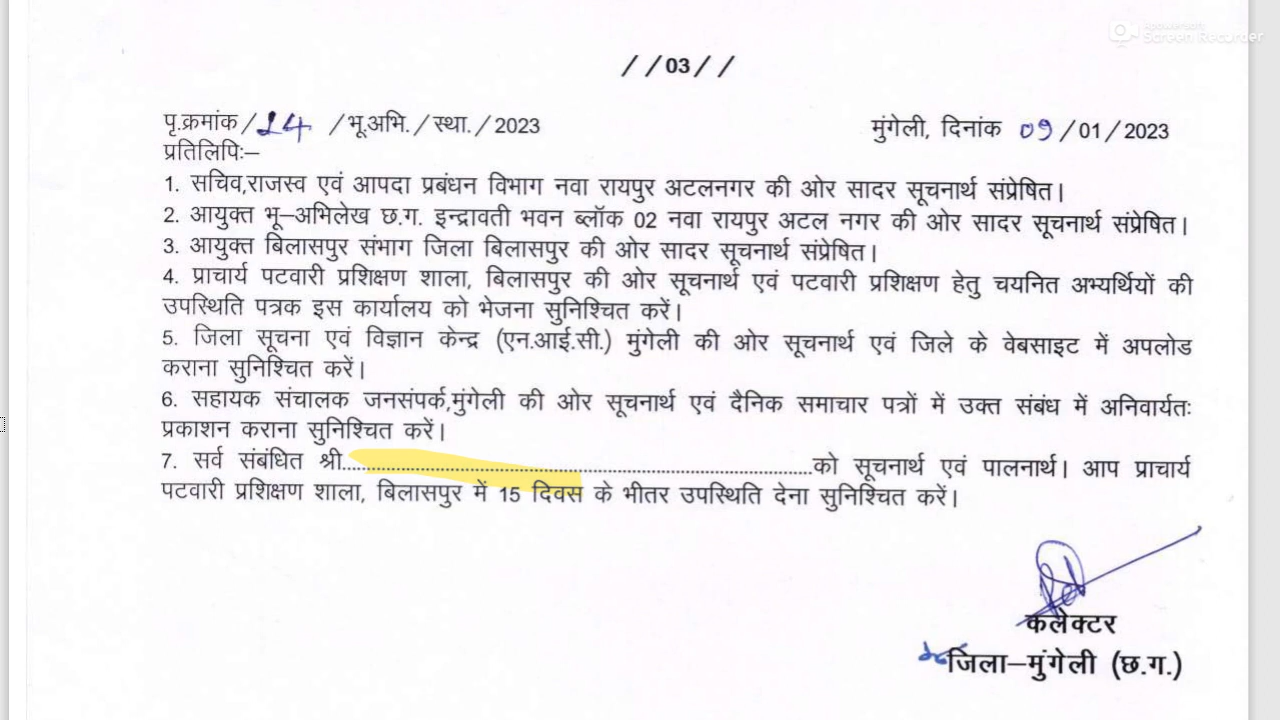 Apowersoft
Screen Recorder
//03//
पृ.क्रमांक/24 /भू.अभि./स्था./2023 मुंगेली, दिनांक 09/01/2023
प्रतिलिपिः–
1. सचिव,राजस्व एवं आपदा प्रबंधन विभाग नवा रायपुर अटलनगर की ओर सादर सूचनार्थ संप्रेषित।
2. आयुक्त भू–अभिलेख छ.ग. इन्द्रावती भवन ब्लॉक 02 नवा रायपुर अटल नगर की ओर सादर सूचनार्थ संप्रेषित।
3. आयुक्त बिलासपुर संभाग जिला बिलासपुर की ओर सादर सूचनार्थ संप्रेषित।
4. प्राचार्य पटवारी प्रशिक्षण शाला, बिलासपुर की ओर सूचनार्थ एवं पटवारी प्रशिक्षण हेतु चयनित अभ्यर्थियों की
उपस्थिति पत्रक इस कार्यालय को भेजना सुनिश्चित करें।
5. जिला सूचना एवं विज्ञान केन्द्र (एन.आई.सी.) मुंगेली की ओर सूचनार्थ एवं जिले के वेबसाइट में अपलोड
कराना सुनिश्चित करें।
6. सहायक संचालक जनसंपर्क,मुंगेली की ओर सूचनार्थ एवं दैनिक समाचार पत्रों में उक्त संबंध में अनिवार्यतः
प्रकाशन कराना सुनिश्चित करें।
7. सर्व संबंधित श्री....................................................................................को सूचनार्थ एवं पालनार्थ। आप प्राचार्य
पटवारी प्रशिक्षण शाला, बिलासपुर में 15 दिवस के भीतर उपस्थिति देना सुनिश्चित करें।
कलेक्टर
जिला–मुंगेली (छ.ग.)